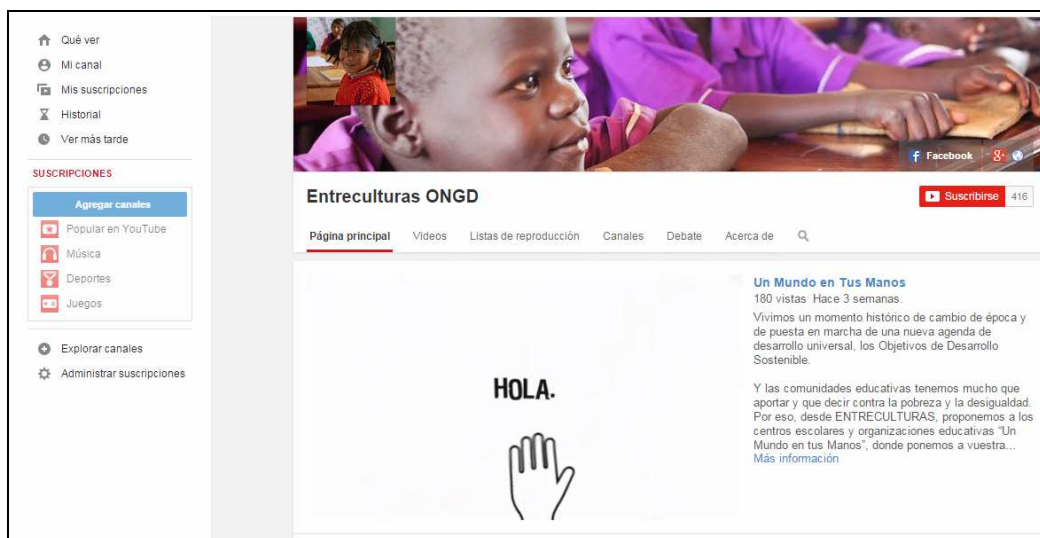 Qué ver
Mi canal
Mis suscripciones
Historial
Ver más tarde
SUSCRIPCIONES
Agregar canales
Popular en YouTube
Música
Deportes
Juegos
Explorar canales
Administrar suscripciones
Facebook
g+
Entreculturas ONGD
Suscribirse 416
Página principal Vídeos Listas de reproducción Canales Debate Acerca de
HOLA.
Un Mundo en Tus Manos
180 vistas Hace 3 semanas.
Vivimos un momento histórico de cambio de época y
de puesta en marcha de una nueva agenda de
desarrollo universal, los Objetivos de Desarrollo
Sostenible.
Y las comunidades educativas tenemos mucho que
aportar y que decir contra la pobreza y la desigualdad.
Por eso, desde ENTRECULTURAS, proponemos a los
centros escolares y organizaciones educativas "Un
Mundo en tus Manos", donde ponemos a vuestra...
Más información